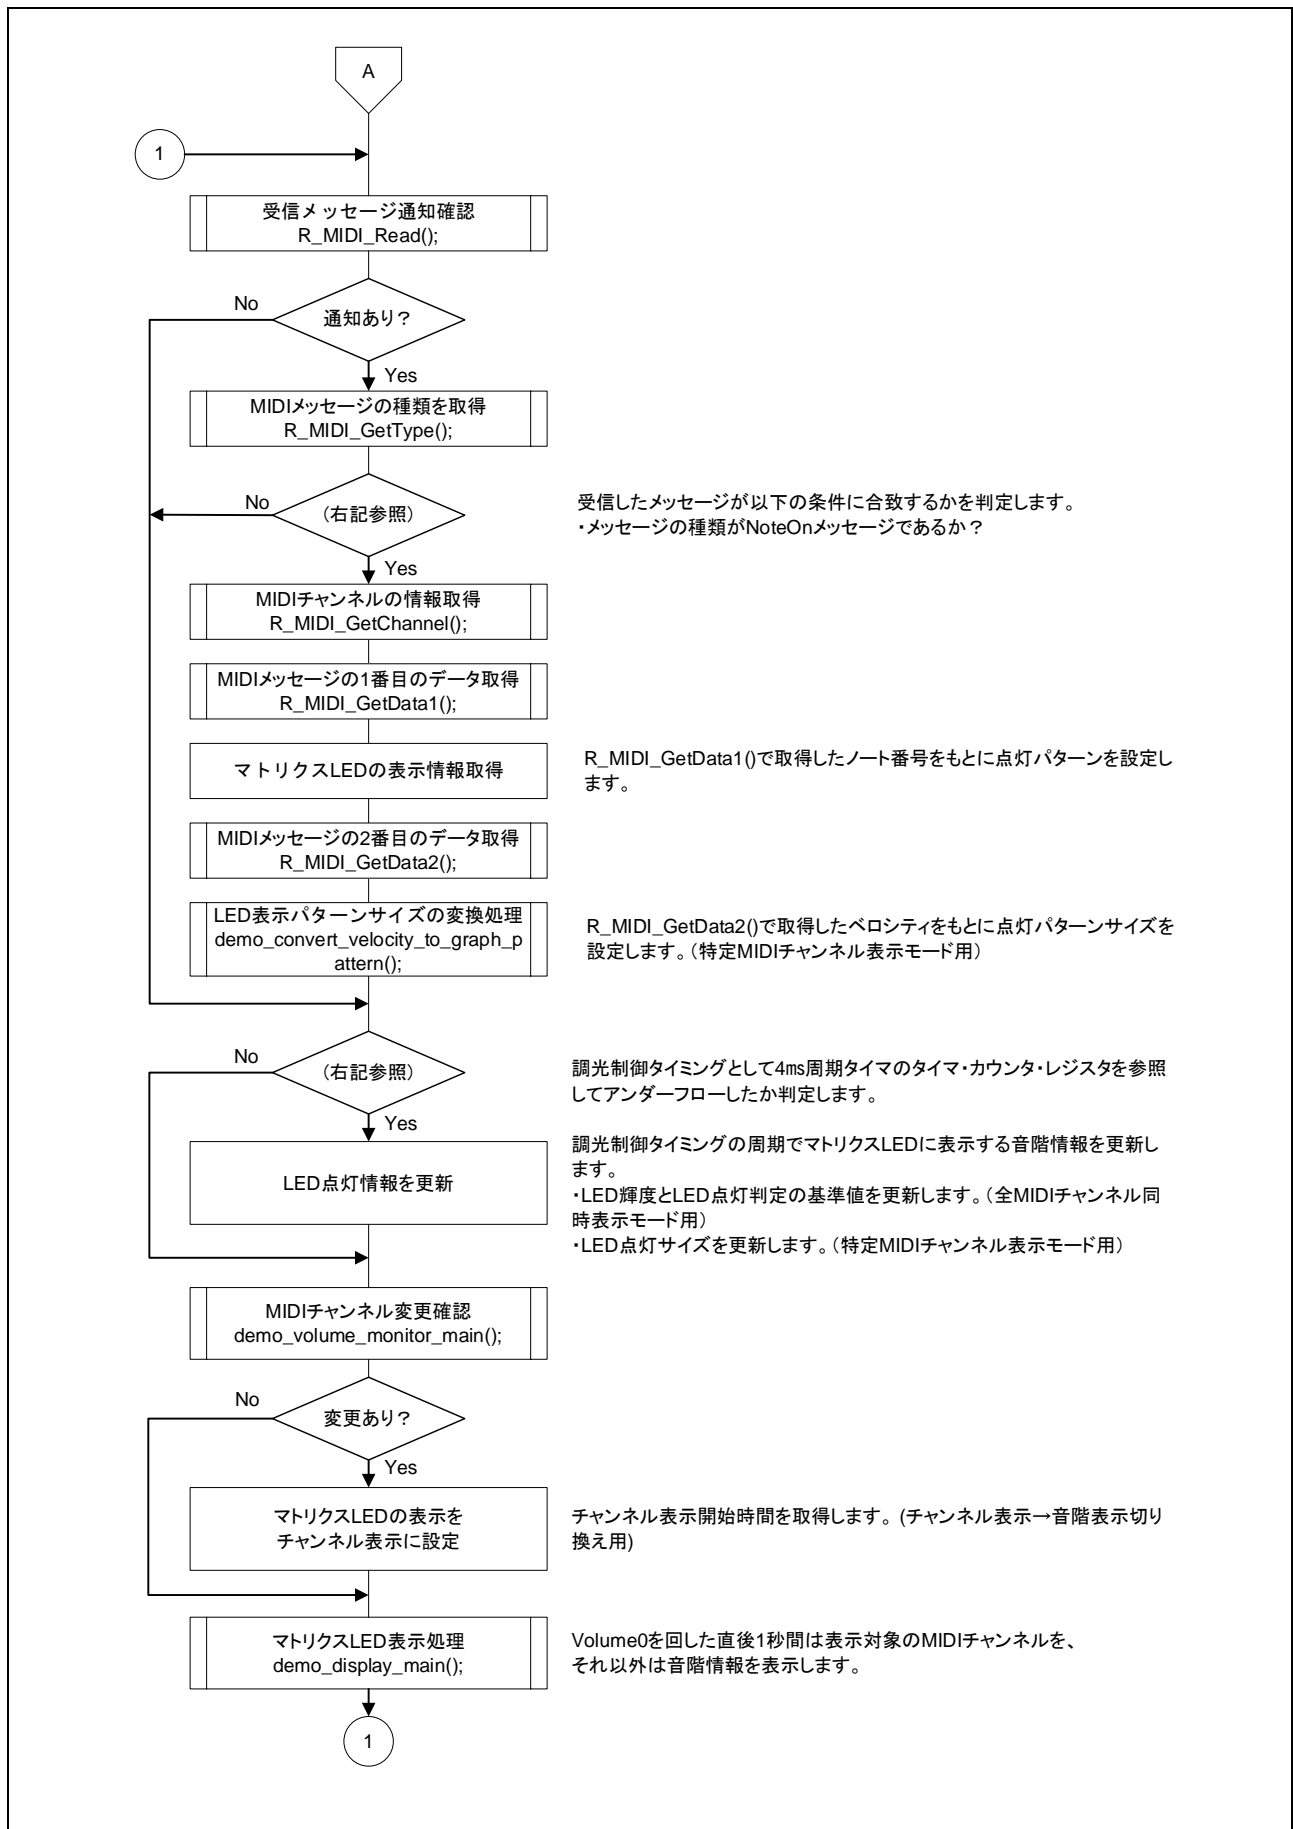 A
1
受信メッセージ通知確認
R_MIDI_Read();
No
通知あり？
Yes
MIDIメッセージの種類を取得
R_MIDI_GetType();
No
（右記参照）
受信したメッセージが以下の条件に合致するかを判定します。
・メッセージの種類がNoteOnメッセージであるか？
Yes
MIDIチャンネルの情報取得
R_MIDI_GetChannel();
MIDIメッセージの1番目のデータ取得
R_MIDI_GetData1();
マトリクスLEDの表示情報取得
R_MIDI_GetData1()で取得したノート番号をもとに点灯パターンを設定し
ます。
MIDIメッセージの2番目のデータ取得
R_MIDI_GetData2();
LED表示パターンサイズの変換処理
demo_convert_velocity_to_graph_p
attern();
R_MIDI_GetData2()で取得したベロシティをもとに点灯パターンサイズを
設定します。（特定MIDIチャンネル表示モード用）
No
（右記参照）
調光制御タイミングとして4㎳周期タイマのタイマ・カウンタ・レジスタを参照
してアンダーフローしたか判定します。
Yes
LED点灯情報を更新
調光制御タイミングの周期でマトリクスLEDに表示する音階情報を更新し
ます。
・LED輝度とLED点灯判定の基準値を更新します。（全MIDIチャンネル同
時表示モード用）
・LED点灯サイズを更新します。（特定MIDIチャンネル表示モード用）
MIDIチャンネル変更確認
demo_volume_monitor_main();
No
変更あり？
Yes
マトリクスLEDの表示を
チャンネル表示に設定
チャンネル表示開始時間を取得します。(チャンネル表示→音階表示切り
換え用)
マトリクスLED表示処理
demo_display_main();
Volume0を回した直後1秒間は表示対象のMIDIチャンネルを、
それ以外は音階情報を表示します。
1